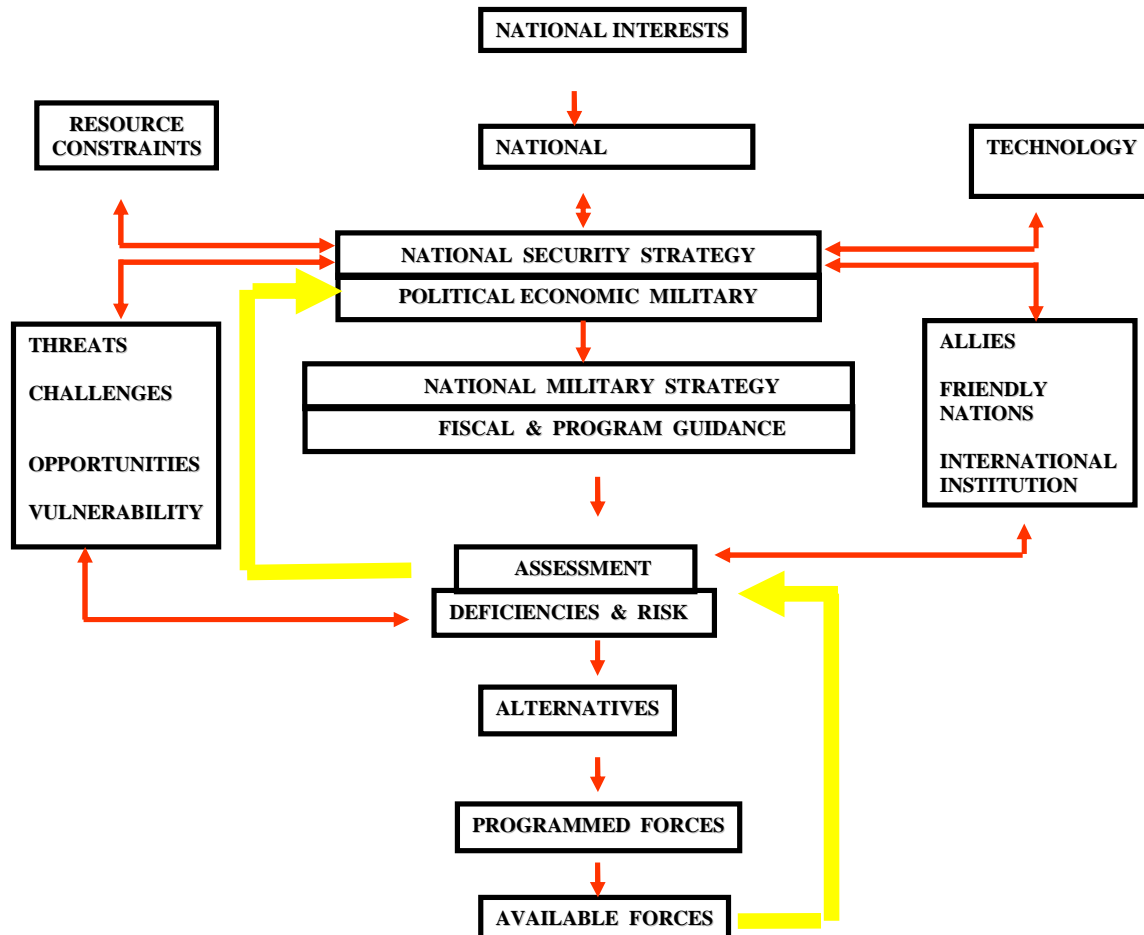 NATIONAL INTERESTS
RESOURCE
CONSTRAINTS
NATIONAL
TECHNOLOGY
NATIONAL SECURITY STRATEGY
POLITICAL ECONOMIC MILITARY
THREATS
CHALLENGES
OPPORTUNITIES
VULNERABILITY
NATIONAL MILITARY STRATEGY
FISCAL & PROGRAM GUIDANCE
ALLIES
FRIENDLY
NATIONS
INTERNATIONAL
INSTITUTION
ASSESSMENT
DEFICIENCIES & RISK
ALTERNATIVES
PROGRAMMED FORCES
AVAILABLE FORCES